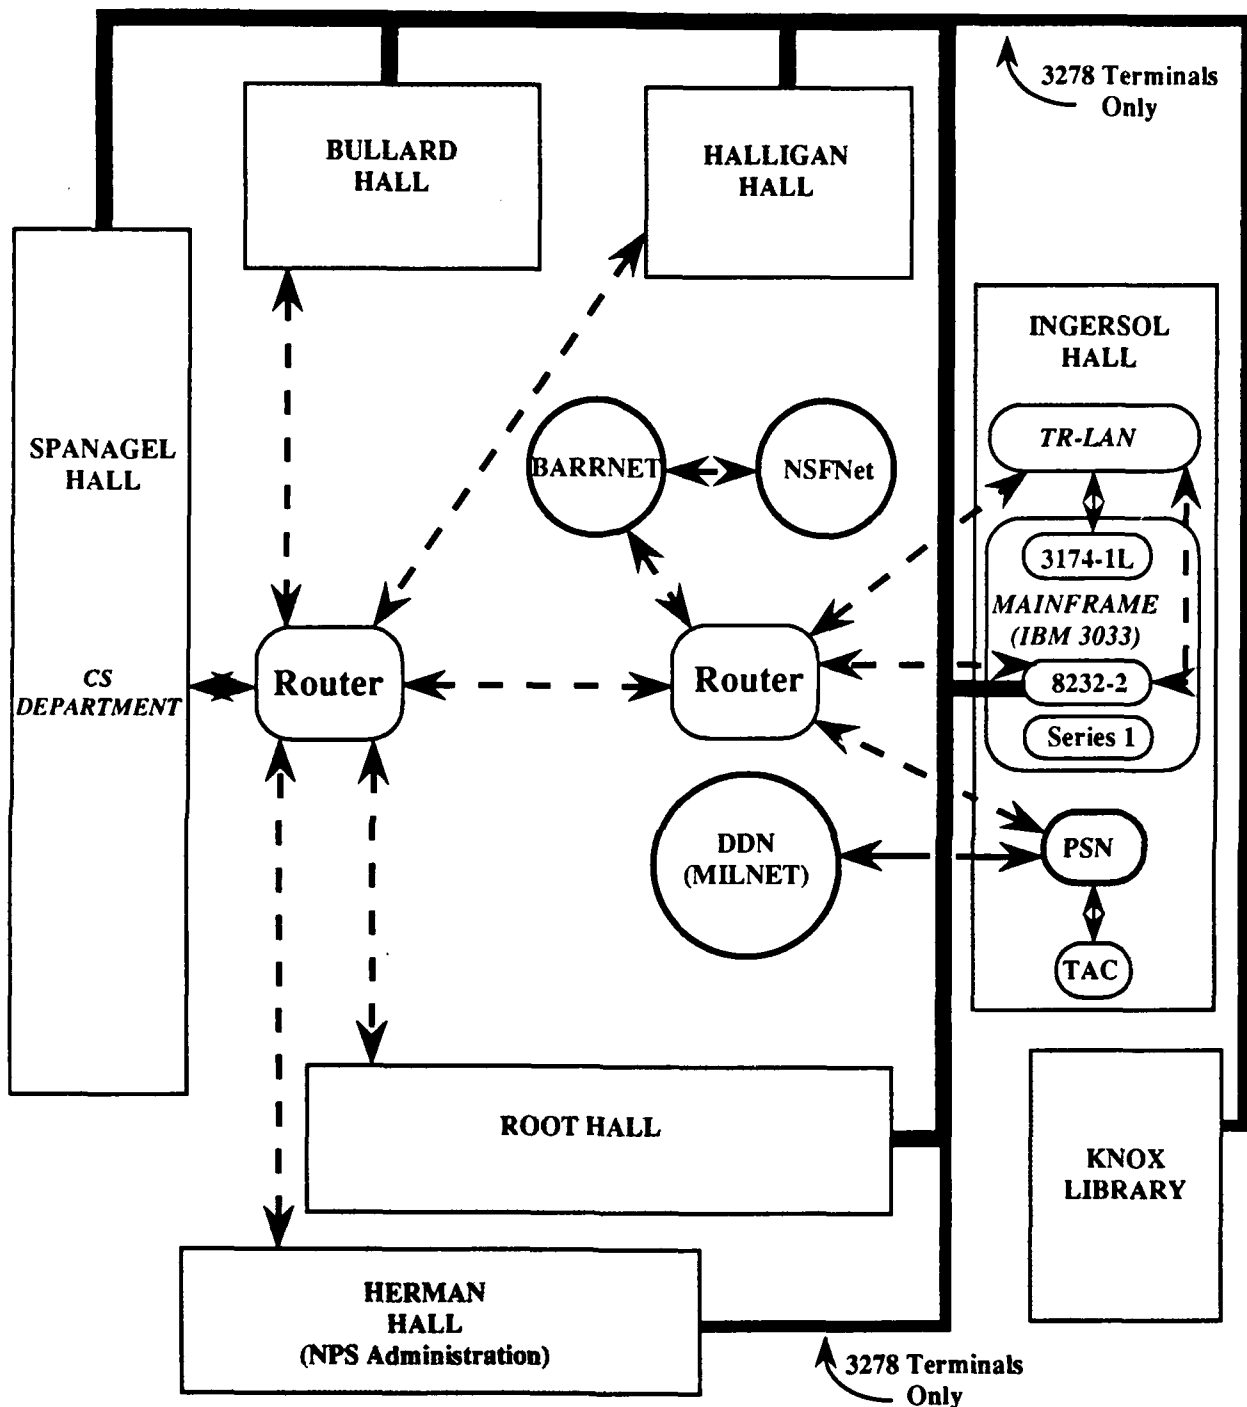 3278 Terminals
Only
BULLARD
HALL
HALLIGAN
HALL
INGERSOL
HALL
SPANAGEL
HALL
BARRNET
NSFNet
TR-LAN
3174-1L
MAINFRAME
(IBM 3033)
CS
DEPARTMENT
Router
Router
8232-2
Series 1
DDN
(MILNET)
PSN
TAC
ROOT HALL
KNOX
LIBRARY
HERMAN
HALL
(NPS Administration)
3278 Terminals
Only